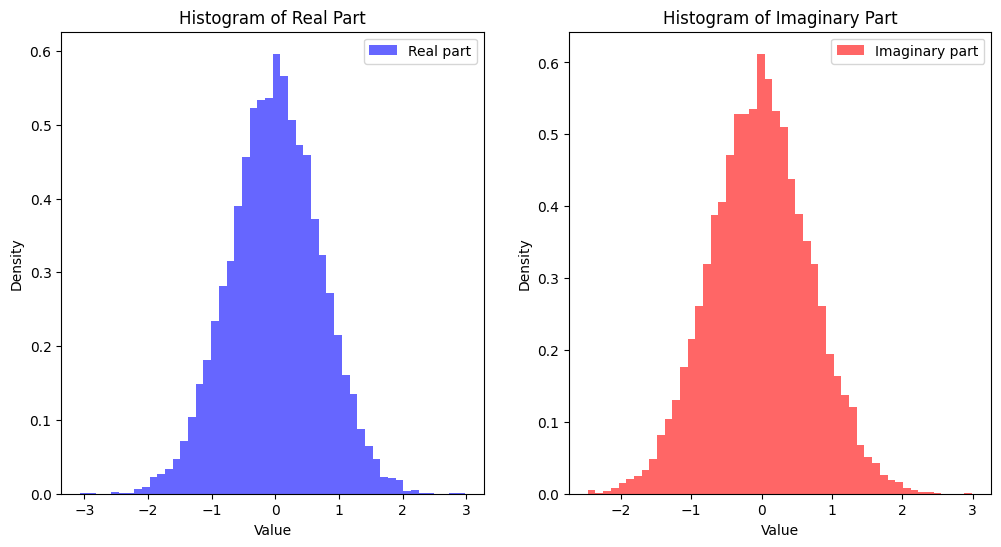 Histogram of Real Part
0.6
0.5
0.4
0.3
0.2
0.1
0.0
Density
Real part
−3 −2 −1 0 1 2 3
Value
Histogram of Imaginary Part
0.6
0.5
0.4
0.3
0.2
0.1
0.0
Density
Imaginary part
−2 −1 0 1 2 3
Value